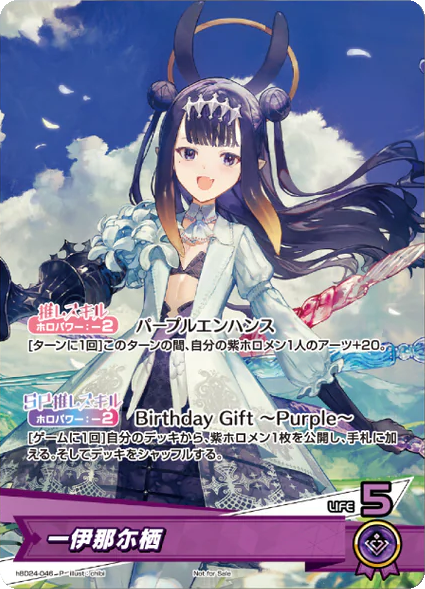 推しスキル
ホロパワー：-2
パープルエンハンス
[ターンに1回]このターンの間、自分の紫ホロメン1人のアーツ+20。
SP推しスキル
ホロパワー：-2
Birthday Gift ～Purple～
[ゲームに1回]自分のデッキから、紫ホロメン1枚を公開し、手札に加
える。そしてデッキをシャッフルする。
LIFE 5
一伊那尓栖
hBD24-046 P illust : chibi Not for Sale